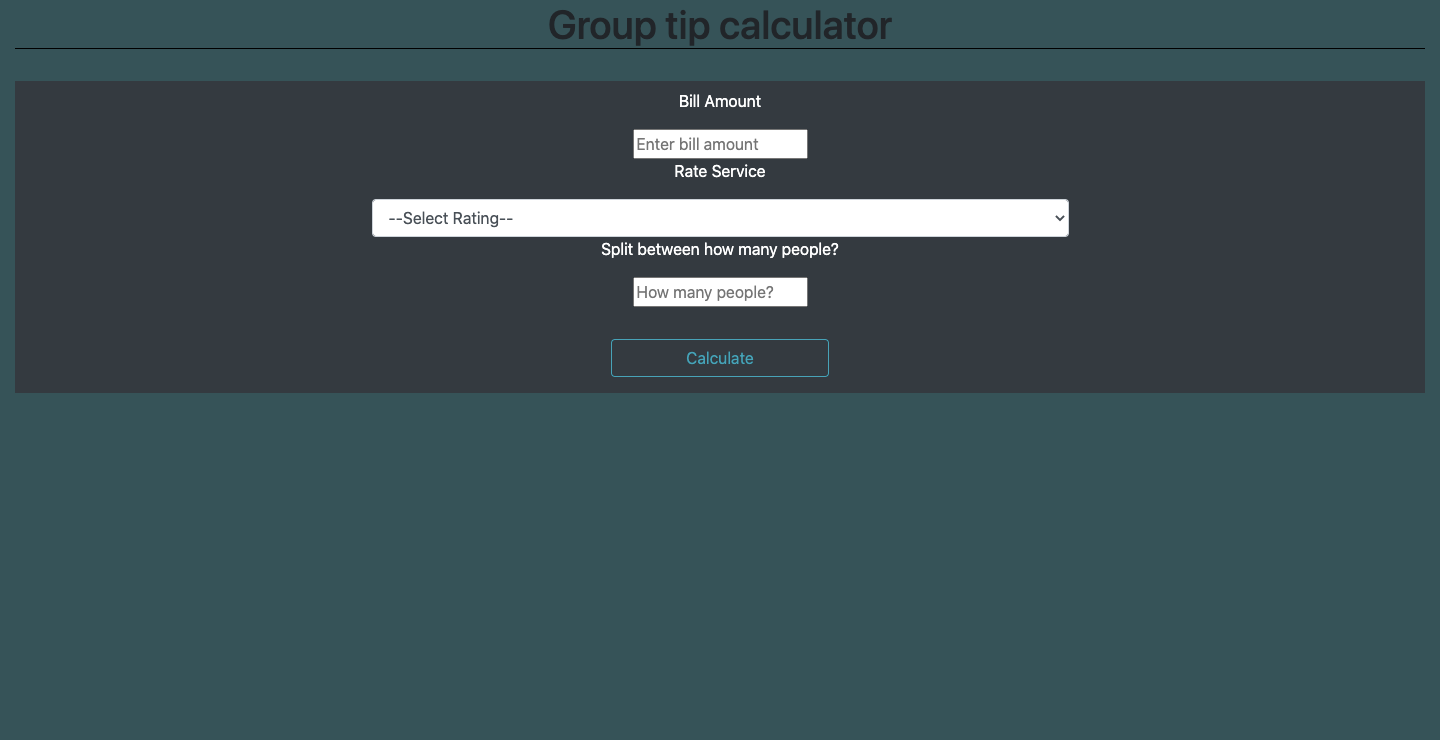 Group tip calculator
Bill Amount
Enter bill amount
Rate Service
--Select Rating--
Split between how many people?
How many people?
Calculate